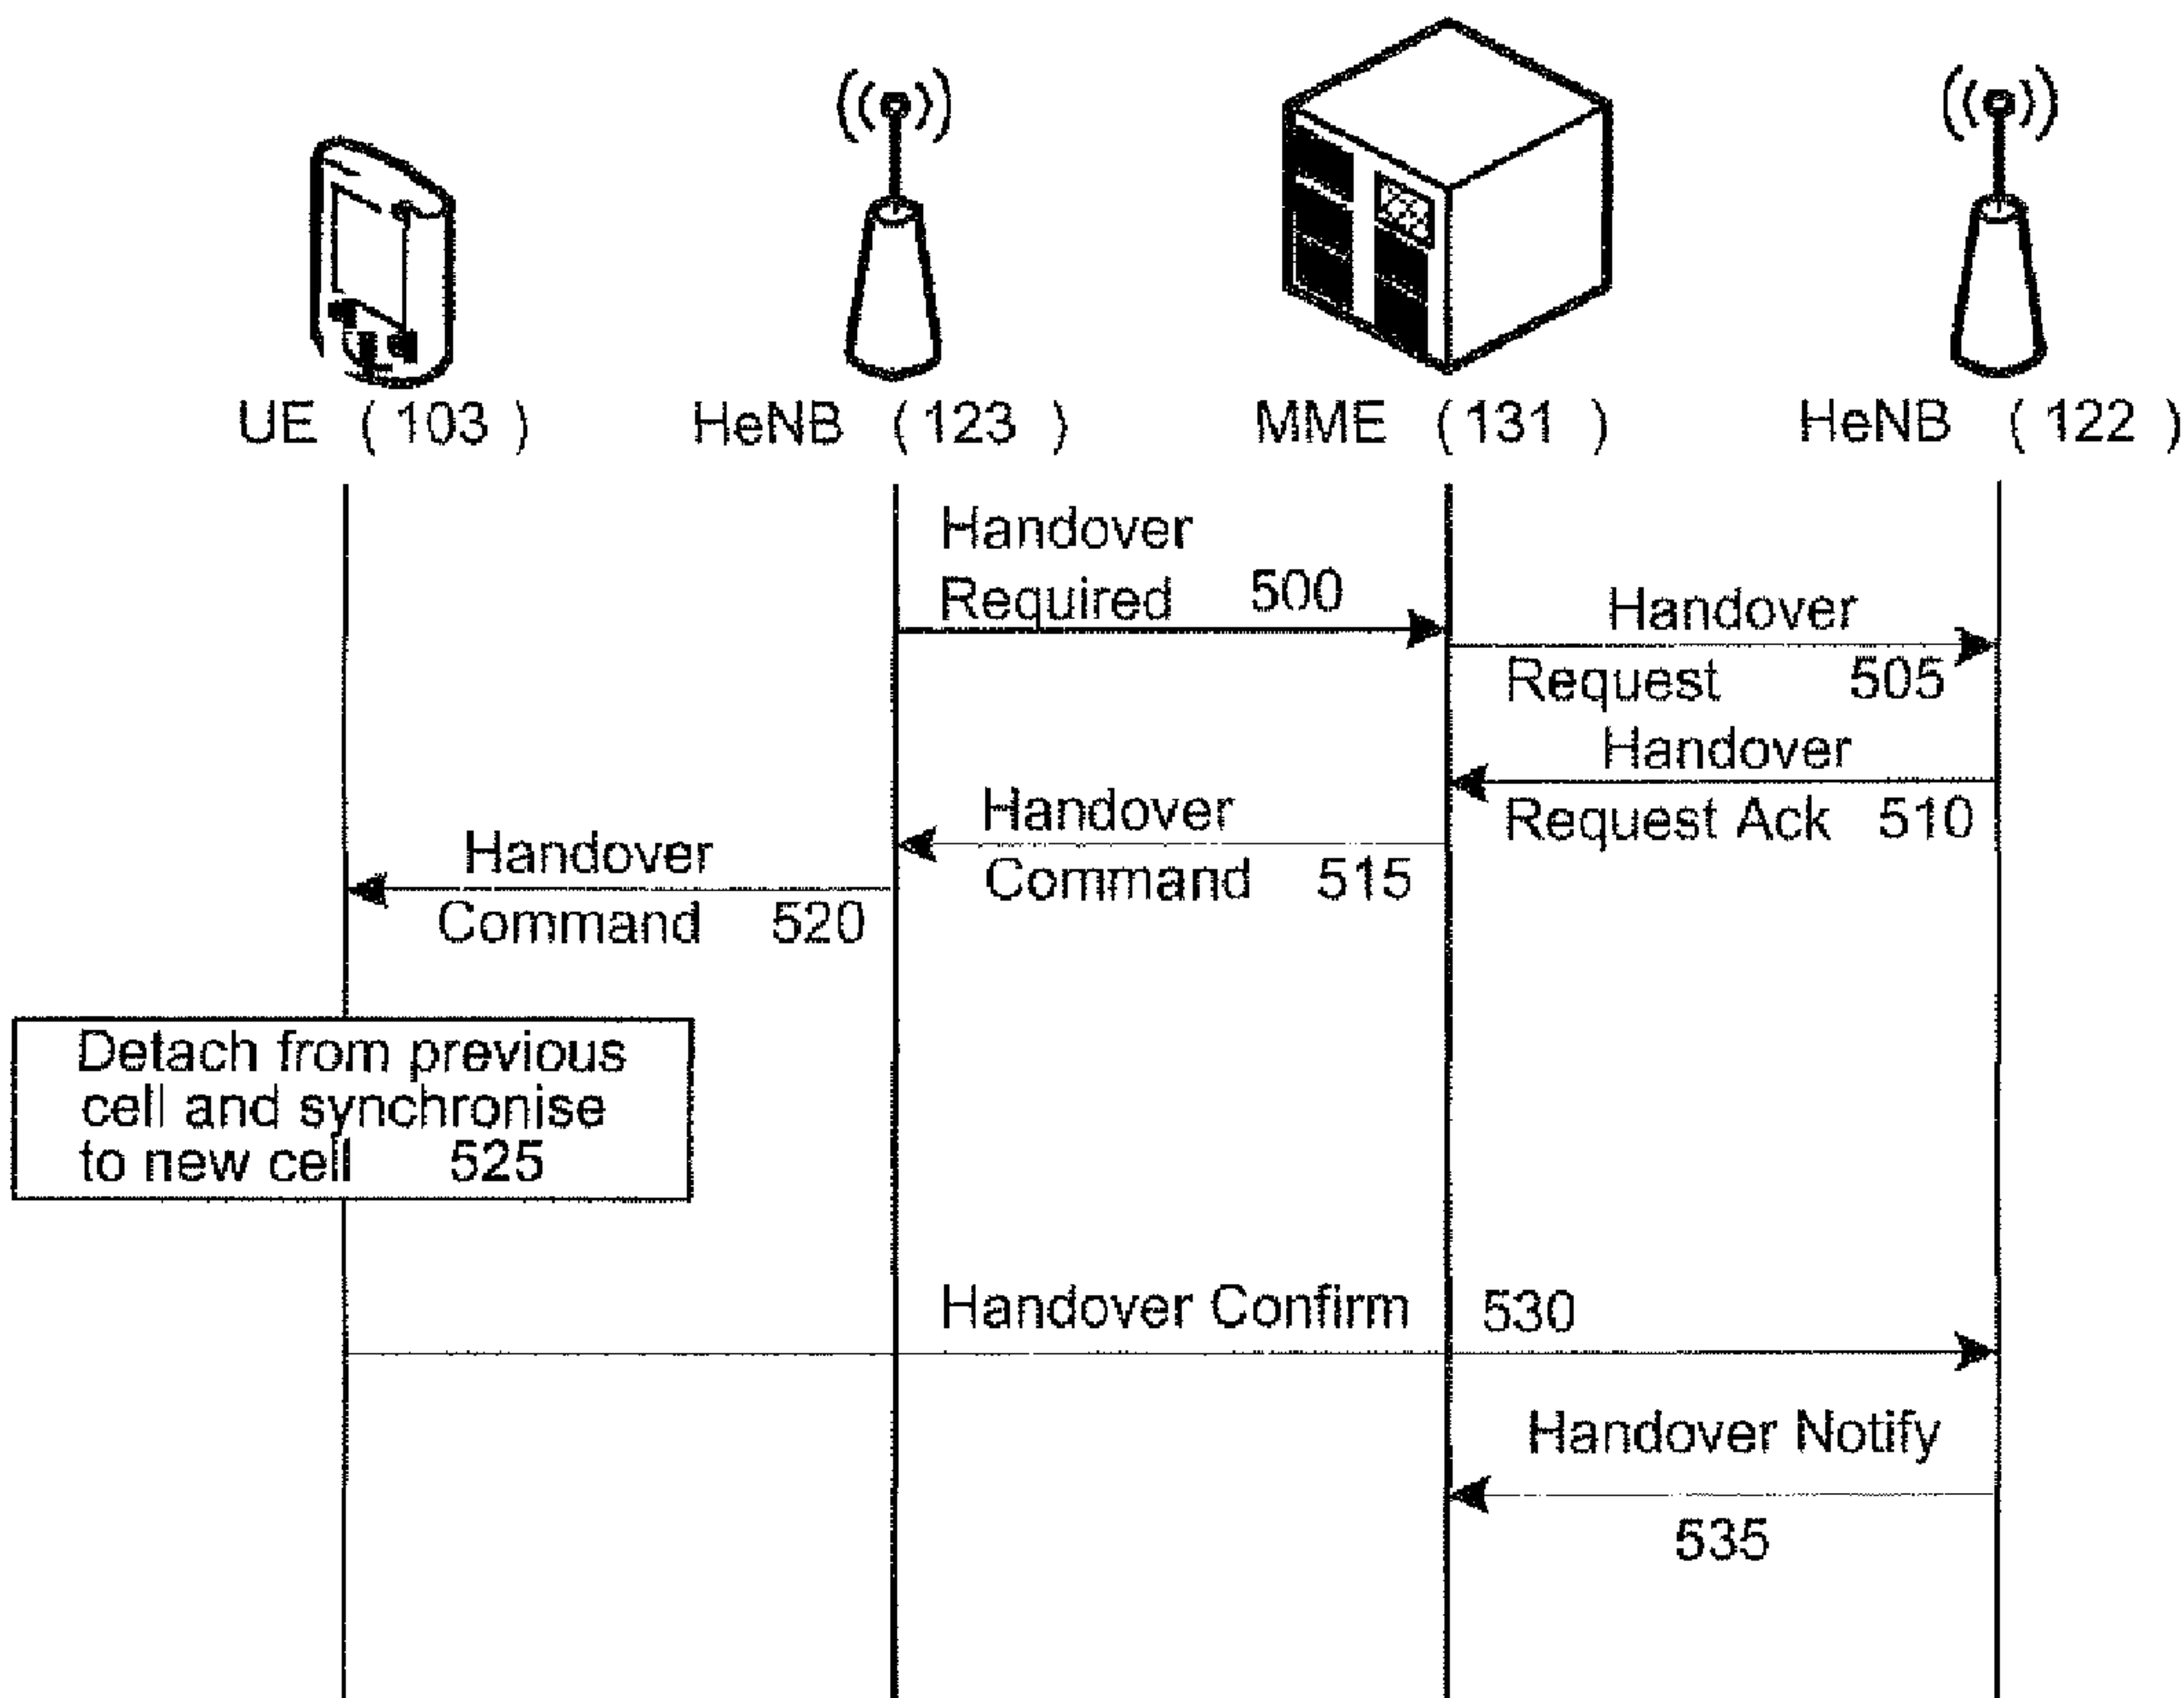 UE ( 103 )
HeNB ( 123 )
MME ( 131 )
HeNB ( 122 )
Handover
Required 500
Handover
Request 505
Handover
Request Ack 510
Handover
Command 515
Handover
Command 520
Detach from previous
cell and synchronise
to new cell 525
Handover Confirm 530
Handover Notify
535